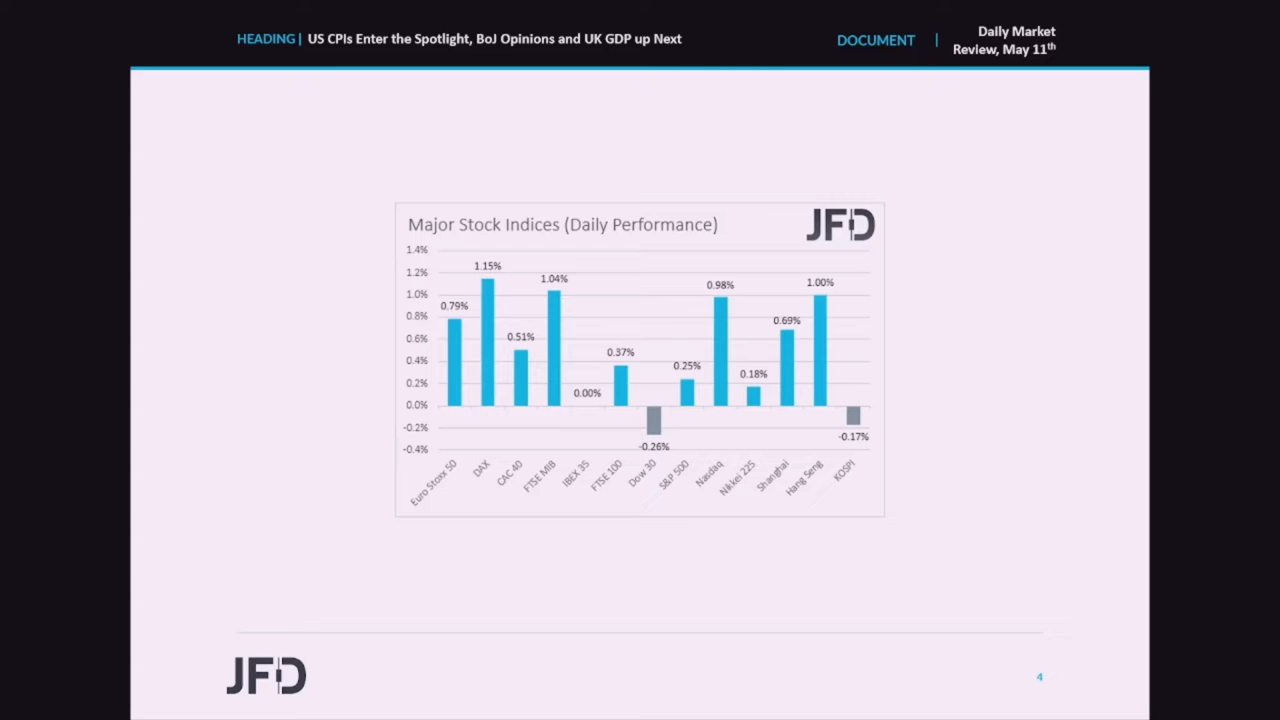 HEADING| US CPIs Enter the Spotlight, BoJ Opinions and UK GDP up Next
DOCUMENT | Daily Market
Review, May 11th
Major Stock Indices (Daily Performance)
JFD
1.4%
1.2%
1.0%
0.8%
0.6%
0.4%
0.2%
0.0%
-0.2%
-0.4%
0.79%
1.15%
0.51%
1.04%
0.00%
0.37%
-0.26%
0.25%
0.98%
0.18%
0.69%
1.00%
-0.17%
Euro Stoxx 50
DAX
CAC 40
FTSE MIB
IBEX 35
FTSE 100
Dow 30
S&P 500
Nasdaq
Nikkei 225
Shanghai
Hang Seng
KOSPI
JFD
4